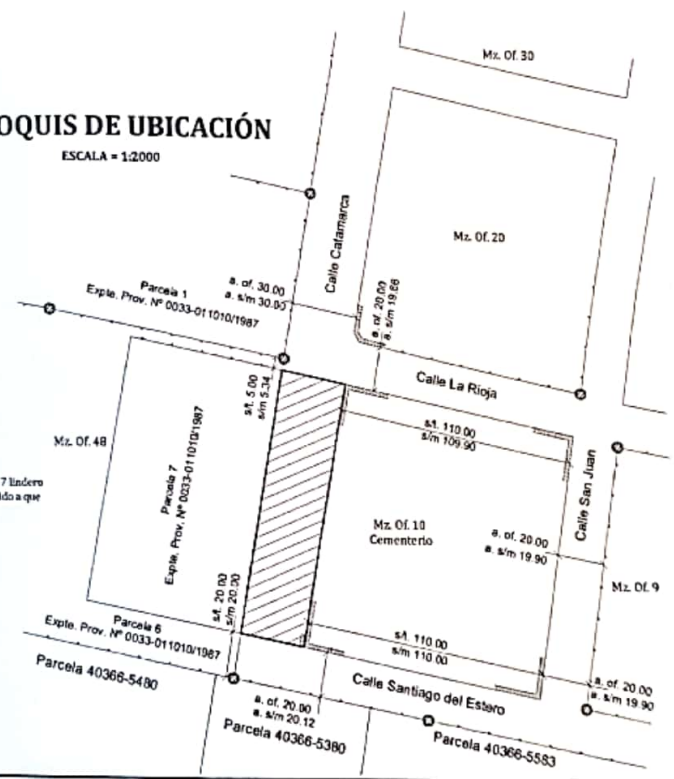 OQUIS DE UBICACIÓN
ESCALA = 1:2000
Mz. Of. 30
Calle Catamarca
Mz. Of. 20
a. of. 30.00
a. s/m 30.00
a. of. 20.00
a. s/m 19.88
Parcela 1
Expte. Prov. Nº 0033-011010/1987
Calle La Rioja
s/t. 5.00
s/m 5.34
s/t. 110.00
s/m 109.90
Mz. Of. 48
7 lindero
do a que
Parcela 7
Expte. Prov. Nº 0033-011010/1987
Mz. Of. 10
Cementerio
Calle San Juan
a. of. 20.00
a. s/m 19.90
Mz. Of. 9
s/t. 20.00
s/m 20.00
Parcela 6
Expte. Prov. Nº 0033-011010/1987
s/t. 110.00
s/m 110.00
Parcela 40366-5480
Calle Santiago del Estero
a. of. 20.00
a. s/m 19.90
a. of. 20.00
a. s/m 20.12
Parcela 40366-5380
Parcela 40366-5583